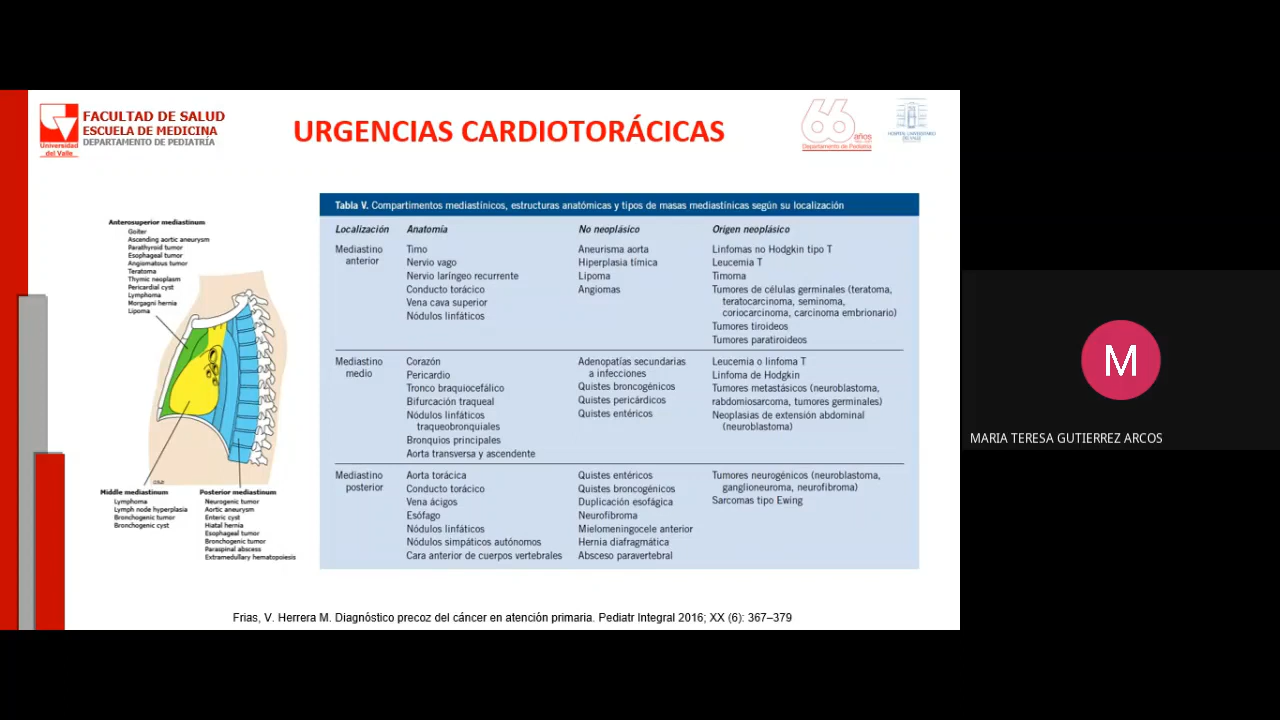 FACULTAD DE SALUD
ESCUELA DE MEDICINA
DEPARTAMENTO DE PEDIATRÍA
Universidad
del Valle
URGENCIAS CARDIOTORÁCICAS
66 años
Departamento de Pediatría
HOSPITAL UNIVERSITARIO
DEL VALLE
Anterosuperior mediastinum
Goiter
Ascending aortic aneurysm
Parathyroid tumor
Esophageal tumor
Angiomatous tumor
Teratoma
Thymic neoplasm
Pericardial cyst
Lymphoma
Morgagni hernia
Lipoma
Middle mediastinum
Lymphoma
Lymph node hyperplasia
Bronchogenic tumor
Bronchogenic cyst
Posterior mediastinum
Neurogenic tumor
Aortic aneurysm
Enteric cyst
Hiatal hernia
Esophageal tumor
Bronchogenic tumor
Paraspinal abscess
Extramedullary hematopoiesis
Tabla V. Compartimentos mediastínicos, estructuras anatómicas y tipos de masas mediastínicas según su localización
Localización Anatomía No neoplásico Origen neoplásico
Mediastino
anterior
Timo
Nervio vago
Nervio laríngeo recurrente
Conducto torácico
Vena cava superior
Nódulos linfáticos
Aneurisma aorta
Hiperplasia tímica
Lipoma
Angiomas
Linfomas no Hodgkin tipo T
Leucemia T
Timoma
Tumores de células germinales (teratoma,
teratocarcinoma, seminoma,
coriocarcinoma, carcinoma embrionario)
Tumores tiroideos
Tumores paratiroideos
Mediastino
medio
Corazón
Pericardio
Tronco braquiocefálico
Bifurcación traqueal
Nódulos linfáticos
traqueobronquiales
Bronquios principales
Aorta transversa y ascendente
Adenopatías secundarias
a infecciones
Quistes broncogénicos
Quistes pericárdicos
Quistes entéricos
Leucemia o linfoma T
Linfoma de Hodgkin
Tumores metastásicos (neuroblastoma,
rabdomiosarcoma, tumores germinales)
Neoplasias de extensión abdominal
(neuroblastoma)
Mediastino
posterior
Aorta torácica
Conducto torácico
Vena ácigos
Esófago
Nódulos linfáticos
Nódulos simpáticos autónomos
Cara anterior de cuerpos vertebrales
Quistes entéricos
Quistes broncogénicos
Duplicación esofágica
Neurofibroma
Mielomeningocele anterior
Hernia diafragmática
Absceso paravertebral
Tumores neurogénicos (neuroblastoma,
ganglioneuroma, neurofibroma)
Sarcomas tipo Ewing
Frias, V. Herrera M. Diagnóstico precoz del cáncer en atención primaria. Pediatr Integral 2016; XX (6): 367–379
M
MARIA TERESA GUTIERREZ ARCOS